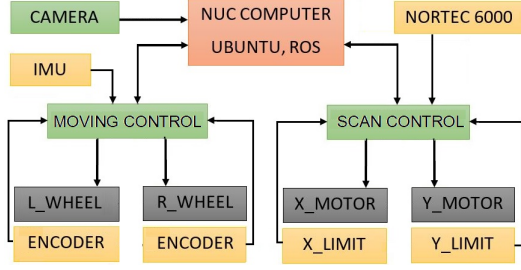 CAMERA
NUC COMPUTER
UBUNTU, ROS
NORTEC 6000
IMU
MOVING CONTROL
SCAN CONTROL
L_WHEEL
R_WHEEL
X_MOTOR
Y_MOTOR
ENCODER
ENCODER
X_LIMIT
Y_LIMIT